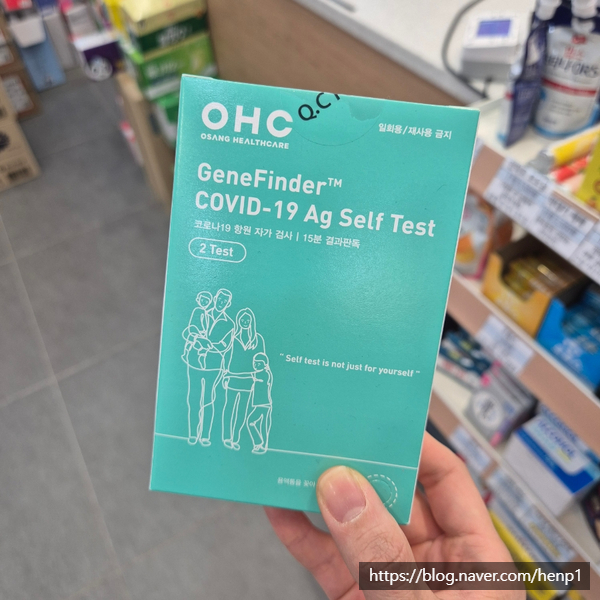 OHC
OSANG HEALTHCARE
Q.C
일회용/재사용 금지
GeneFinder™
COVID-19 Ag Self Test
코로나19 항원 자가 검사 | 15분 결과판독
2 Test
" Self test is not just for yourself "
https://blog.naver.com/henp1